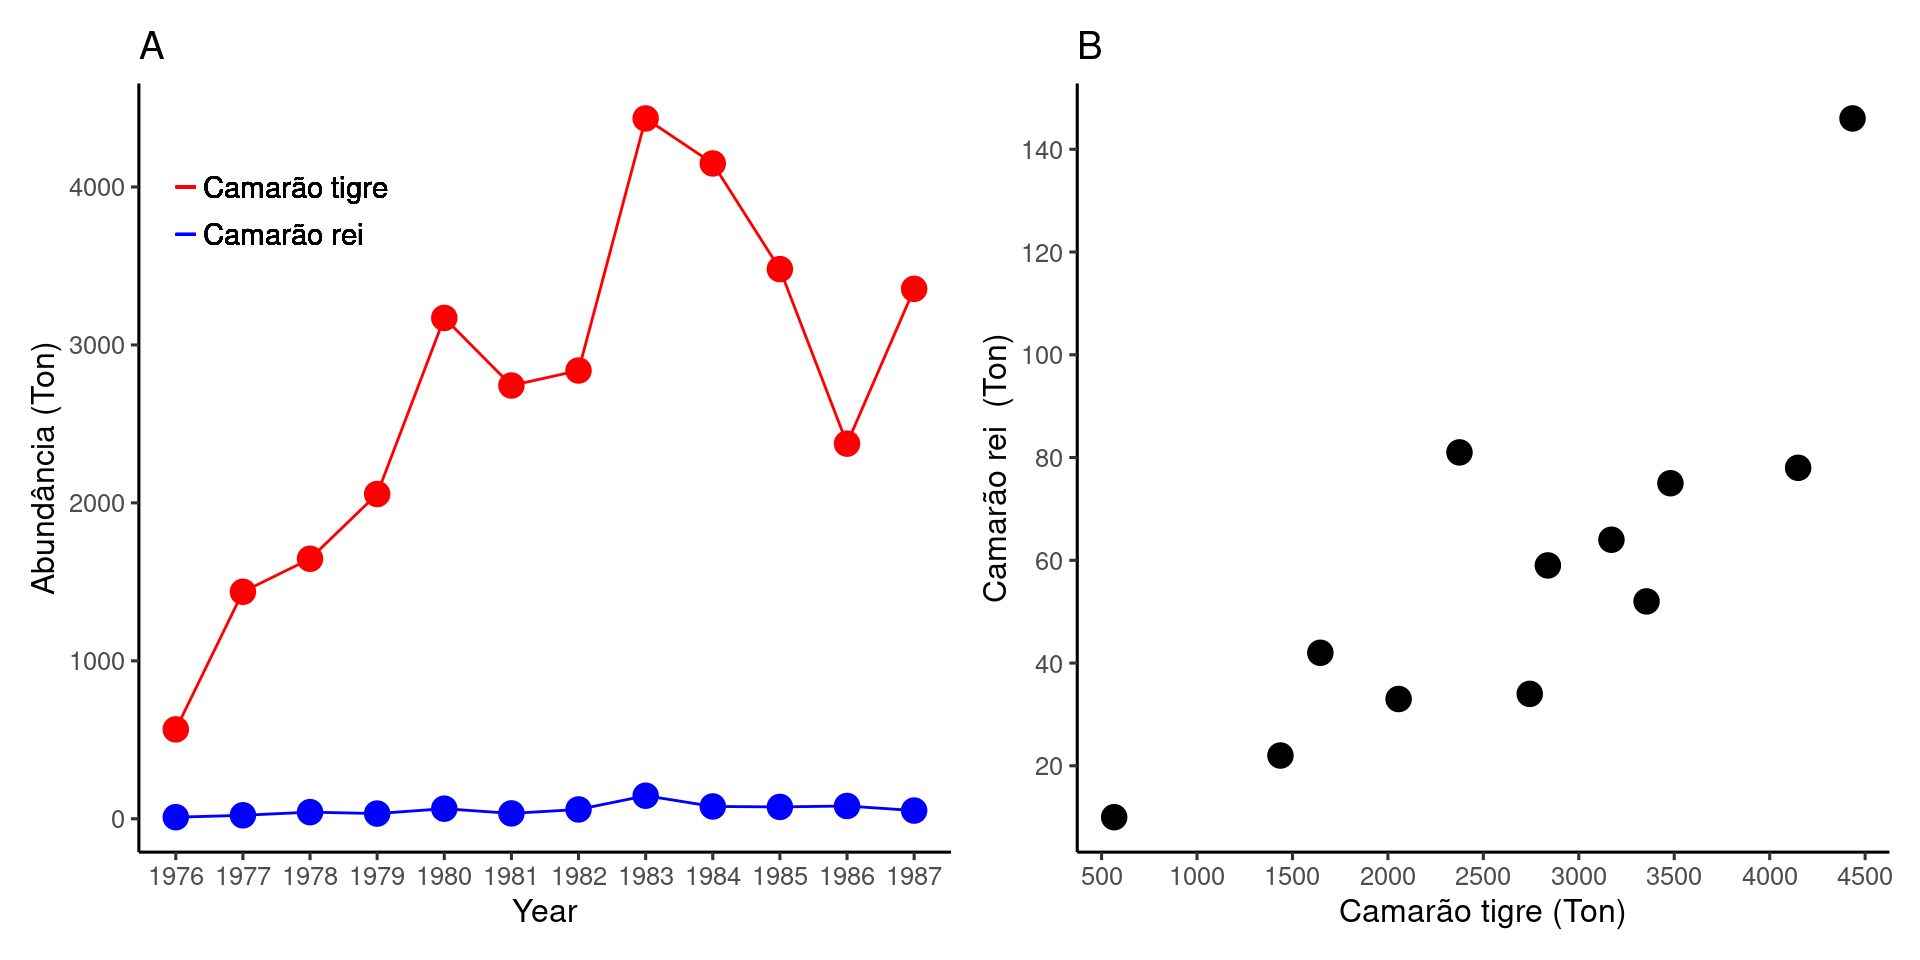 A
Abundância (Ton)
4000
3000
2000
1000
0
Camarão tigre
Camarão rei
1976 1977 1978 1979 1980 1981 1982 1983 1984 1985 1986 1987
Year
B
Camarão rei (Ton)
140
120
100
80
60
40
20
500 1000 1500 2000 2500 3000 3500 4000 4500
Camarão tigre (Ton)